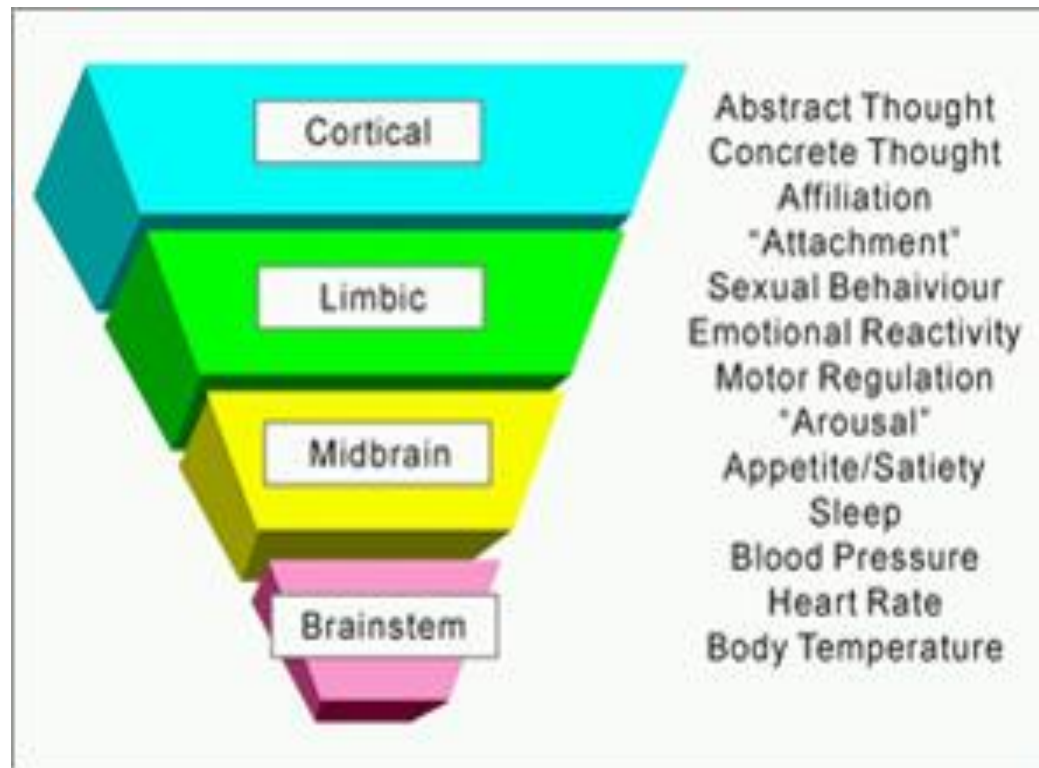 Cortical
Limbic
Midbrain
Brainstem
Abstract Thought
Concrete Thought
Affiliation
“Attachment”
Sexual Behaiviour
Emotional Reactivity
Motor Regulation
“Arousal”
Appetite/Satiety
Sleep
Blood Pressure
Heart Rate
Body Temperature